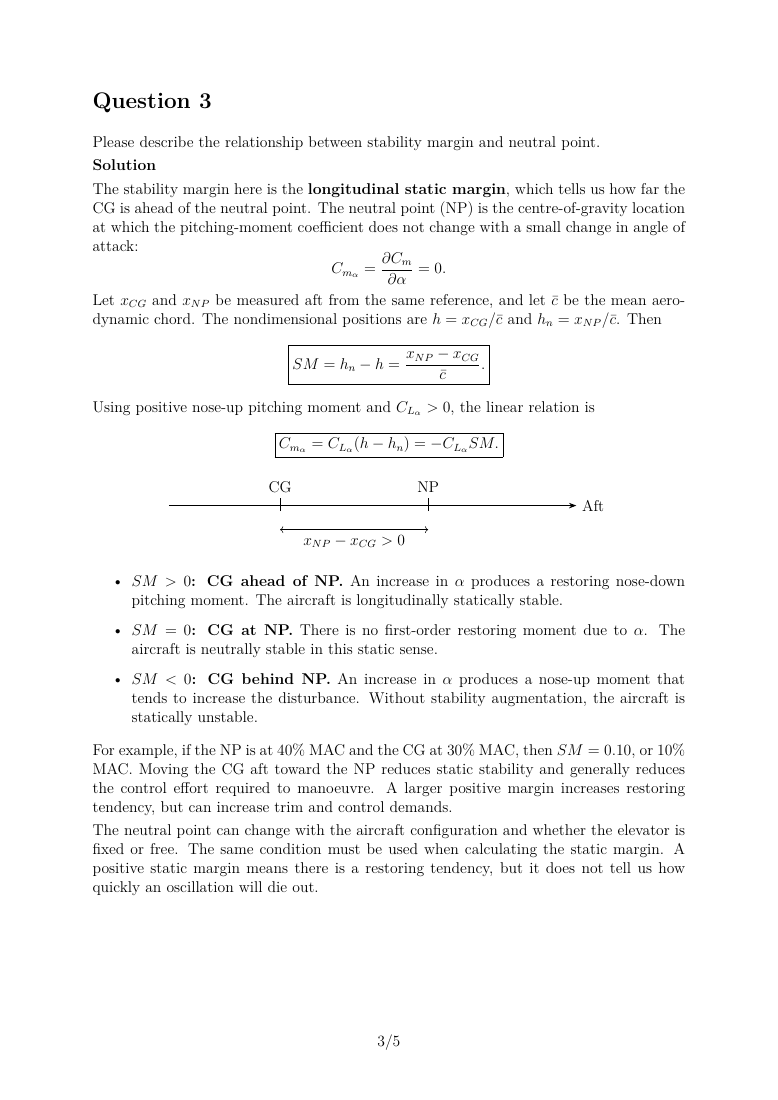 Question 3
Please describe the relationship between stability margin and neutral point.
Solution
The stability margin here is the longitudinal static margin, which tells us how far the
CG is ahead of the neutral point. The neutral point (NP) is the centre-of-gravity location
at which the pitching-moment coefficient does not change with a small change in angle of
attack:
C_{m_α} = ∂C_m/∂α = 0.
Let x_{CG} and x_{NP} be measured aft from the same reference, and let c̄ be the mean aero-
dynamic chord. The nondimensional positions are h = x_{CG}/c̄ and h_n = x_{NP}/c̄. Then
SM = h_n − h = (x_{NP} − x_{CG})/c̄.
Using positive nose-up pitching moment and C_{L_α} > 0, the linear relation is
C_{m_α} = C_{L_α}(h − h_n) = −C_{L_α}SM.
CG NP
Aft
x_{NP} − x_{CG} > 0
• SM > 0: CG ahead of NP. An increase in α produces a restoring nose-down
pitching moment. The aircraft is longitudinally statically stable.
• SM = 0: CG at NP. There is no first-order restoring moment due to α. The
aircraft is neutrally stable in this static sense.
• SM < 0: CG behind NP. An increase in α produces a nose-up moment that
tends to increase the disturbance. Without stability augmentation, the aircraft is
statically unstable.
For example, if the NP is at 40% MAC and the CG at 30% MAC, then SM = 0.10, or 10%
MAC. Moving the CG aft toward the NP reduces static stability and generally reduces
the control effort required to manoeuvre. A larger positive margin increases restoring
tendency, but can increase trim and control demands.
The neutral point can change with the aircraft configuration and whether the elevator is
fixed or free. The same condition must be used when calculating the static margin. A
positive static margin means there is a restoring tendency, but it does not tell us how
quickly an oscillation will die out.
3/5